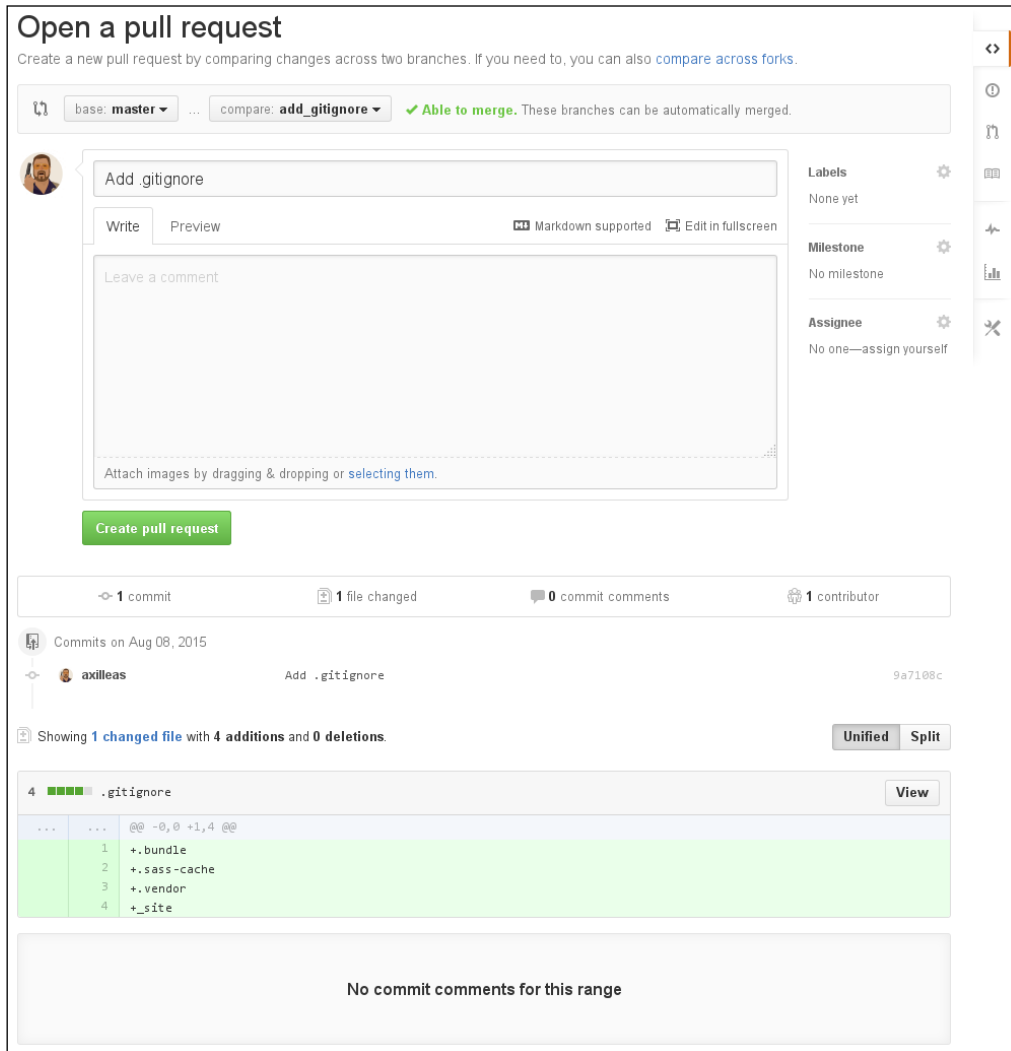 Open a pull request
Create a new pull request by comparing changes across two branches. If you need to, you can also compare across forks.
base: master ... compare: add_gitignore Able to merge. These branches can be automatically merged.
Add .gitignore
Labels
None yet
Write Preview Markdown supported Edit in fullscreen
Milestone
No milestone
Leave a comment
Assignee
No one—assign yourself
Attach images by dragging & dropping or selecting them.
Create pull request
1 commit 1 file changed 0 commit comments 1 contributor
Commits on Aug 08, 2015
axilleas Add .gitignore 9a7108c
Showing 1 changed file with 4 additions and 0 deletions. Unified Split
4 .gitignore View
... ... @@ -0,0 +1,4 @@
1 +.bundle
2 +.sass-cache
3 +.vendor
4 +_site
No commit comments for this range